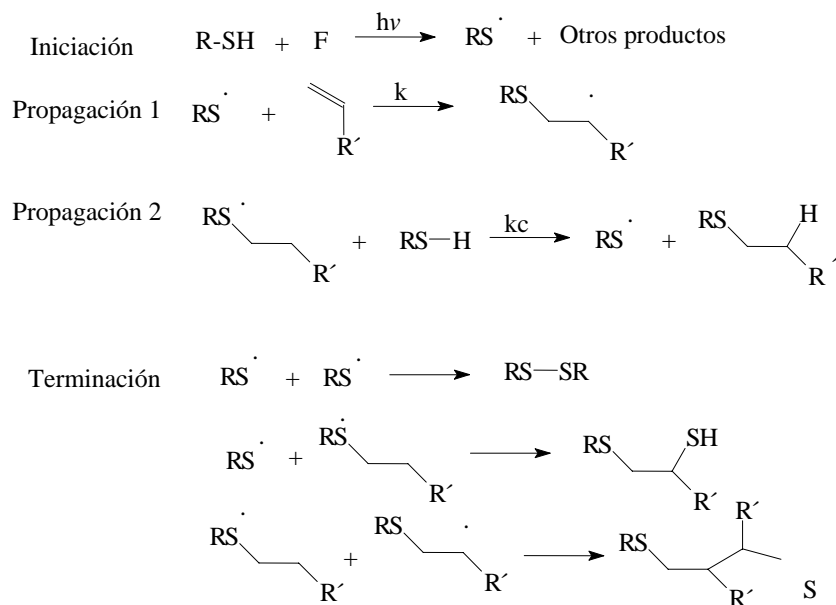 Iniciación R-SH + F hν RS· + Otros productos
Propagación 1 RS· + R´ k RS · R´
Propagación 2 RS· R´ + RS—H kc RS· + RS H R´
Terminación RS· + RS· RS—SR
RS· + RS· R´ RS SH R´
RS· R´ + RS · R´ RS R´ R´ S